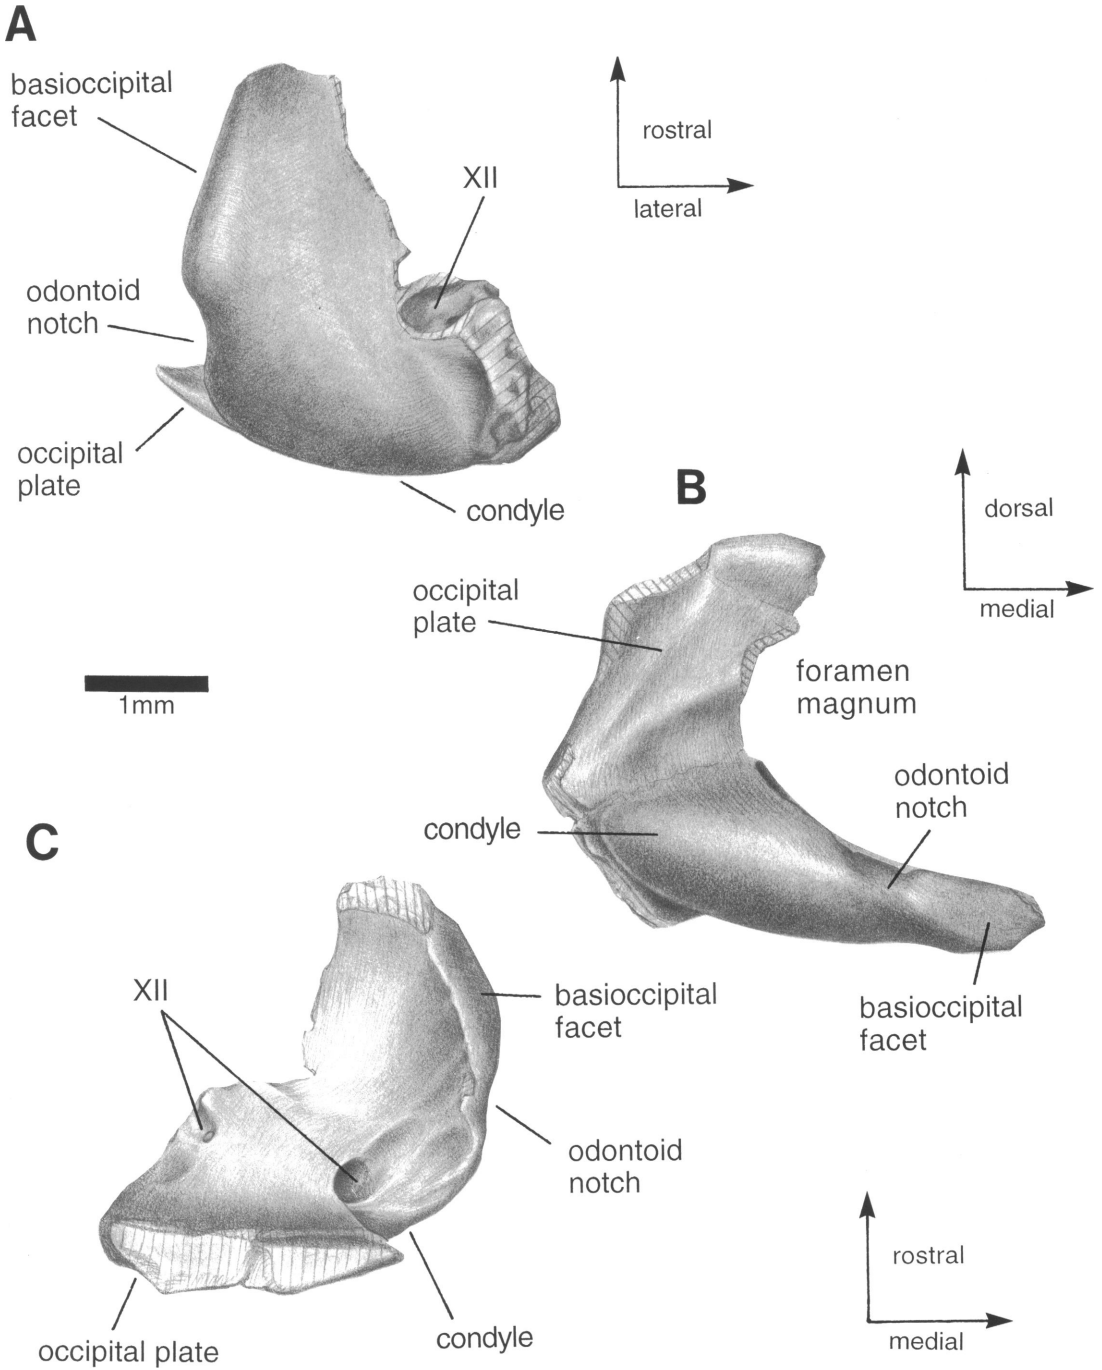 A
basioccipital
facet
XII
rostral
lateral
odontoid
notch
occipital
plate
condyle
B
dorsal
medial
occipital
plate
1mm
foramen
magnum
odontoid
notch
condyle
C
XII
basioccipital
facet
basioccipital
facet
odontoid
notch
rostral
medial
occipital plate
condyle